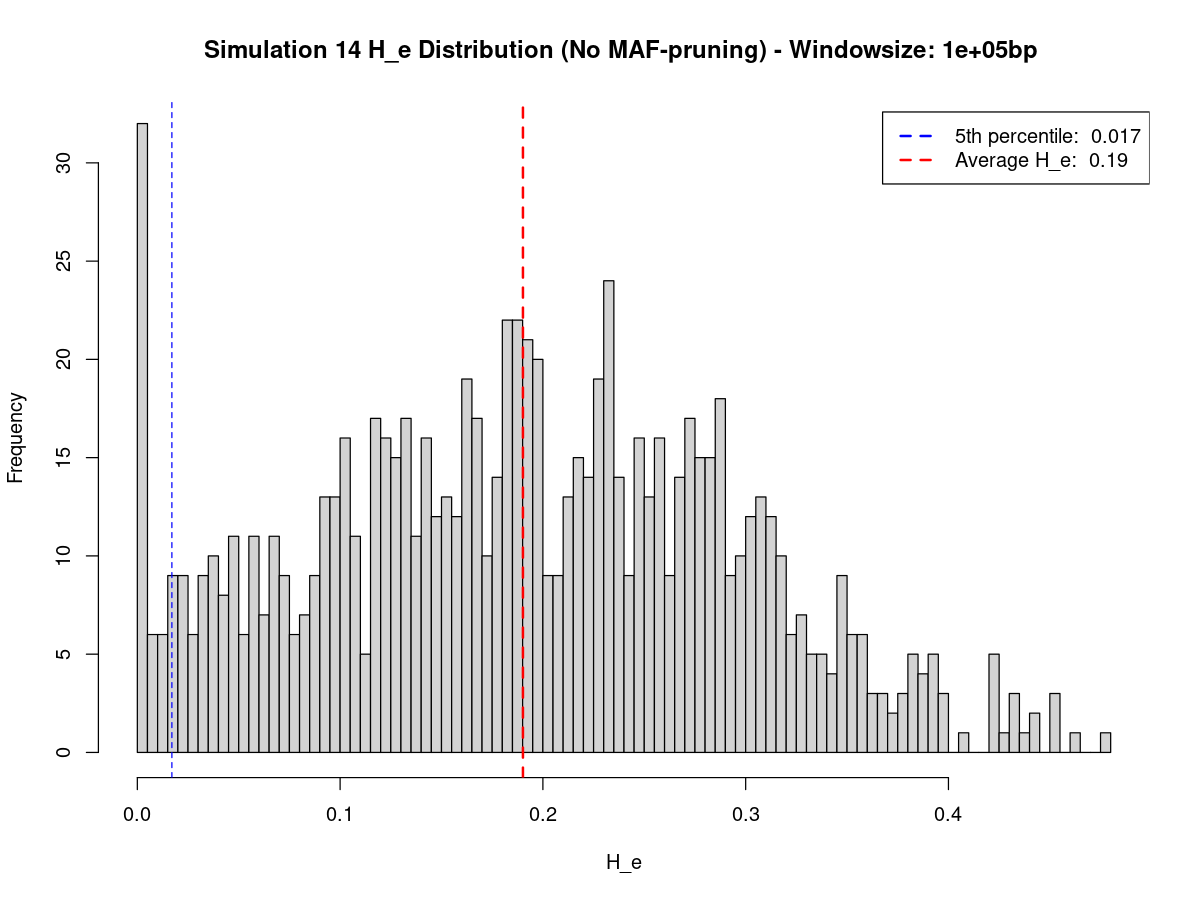 Simulation 14 H_e Distribution (No MAF-pruning) - Windowsize: 1e+05bp
5th percentile:  0.017
Average H_e:  0.19
Frequency
30
25
20
15
10
5
0
0.0 0.1 0.2 0.3 0.4
H_e